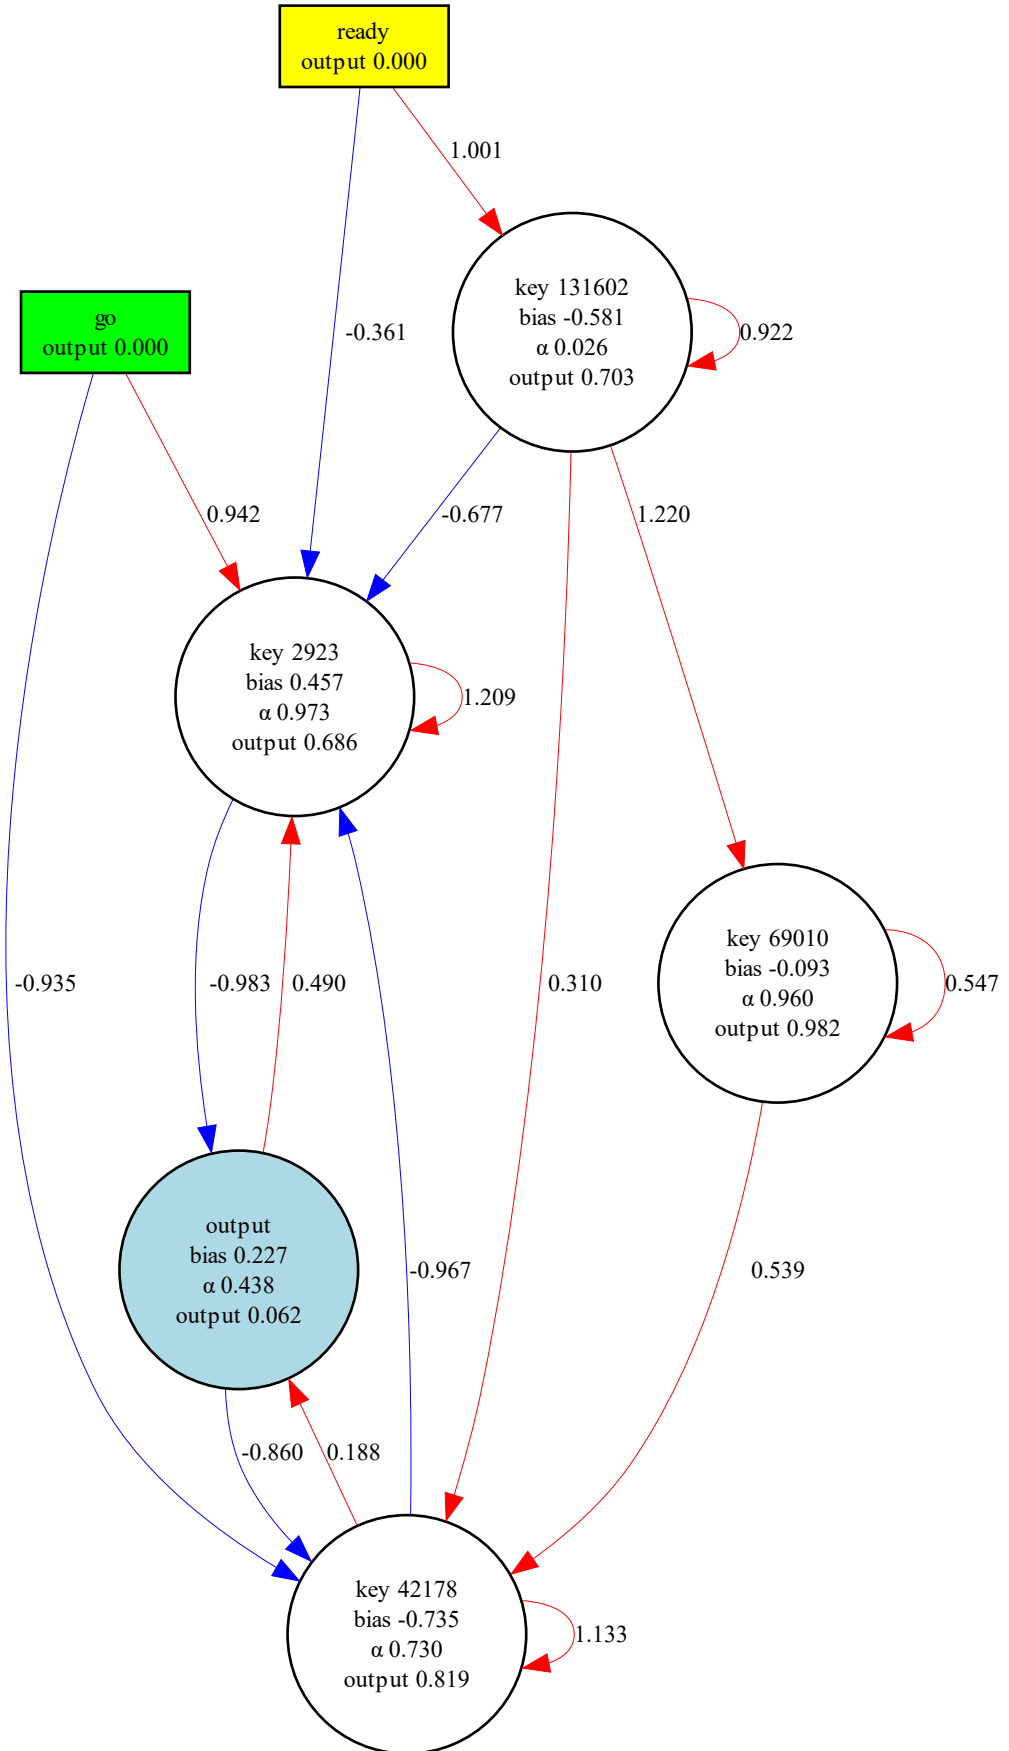 ready
output 0.000
1.001
key 131602
bias -0.581
α 0.026
output 0.703
0.922
go
output 0.000
-0.361
0.942
-0.677
1.220
key 2923
bias 0.457
α 0.973
output 0.686
1.209
key 69010
bias -0.093
α 0.960
output 0.982
0.547
-0.935
-0.983
0.490
0.310
output
bias 0.227
α 0.438
output 0.062
-0.967
0.539
-0.860
0.188
key 42178
bias -0.735
α 0.730
output 0.819
1.133